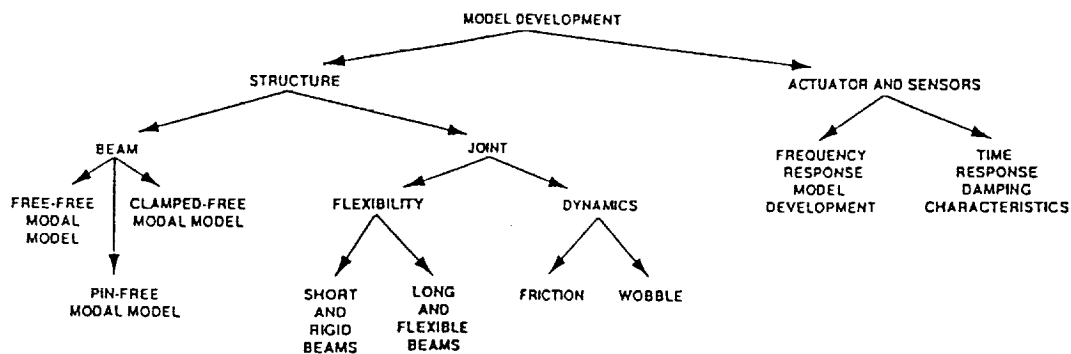 MODEL DEVELOPMENT
STRUCTURE
ACTUATOR AND SENSORS
BEAM
JOINT
FREQUENCY
RESPONSE
MODEL
DEVELOPMENT
TIME
RESPONSE
DAMPING
CHARACTERISTICS
FREE-FREE
MODAL
MODEL
CLAMPED-FREE
MODAL MODEL
FLEXIBILITY
DYNAMICS
PIN-FREE
MODAL MODEL
SHORT
AND
RIGID
BEAMS
LONG
AND
FLEXIBLE
BEAMS
FRICTION
WOBBLE